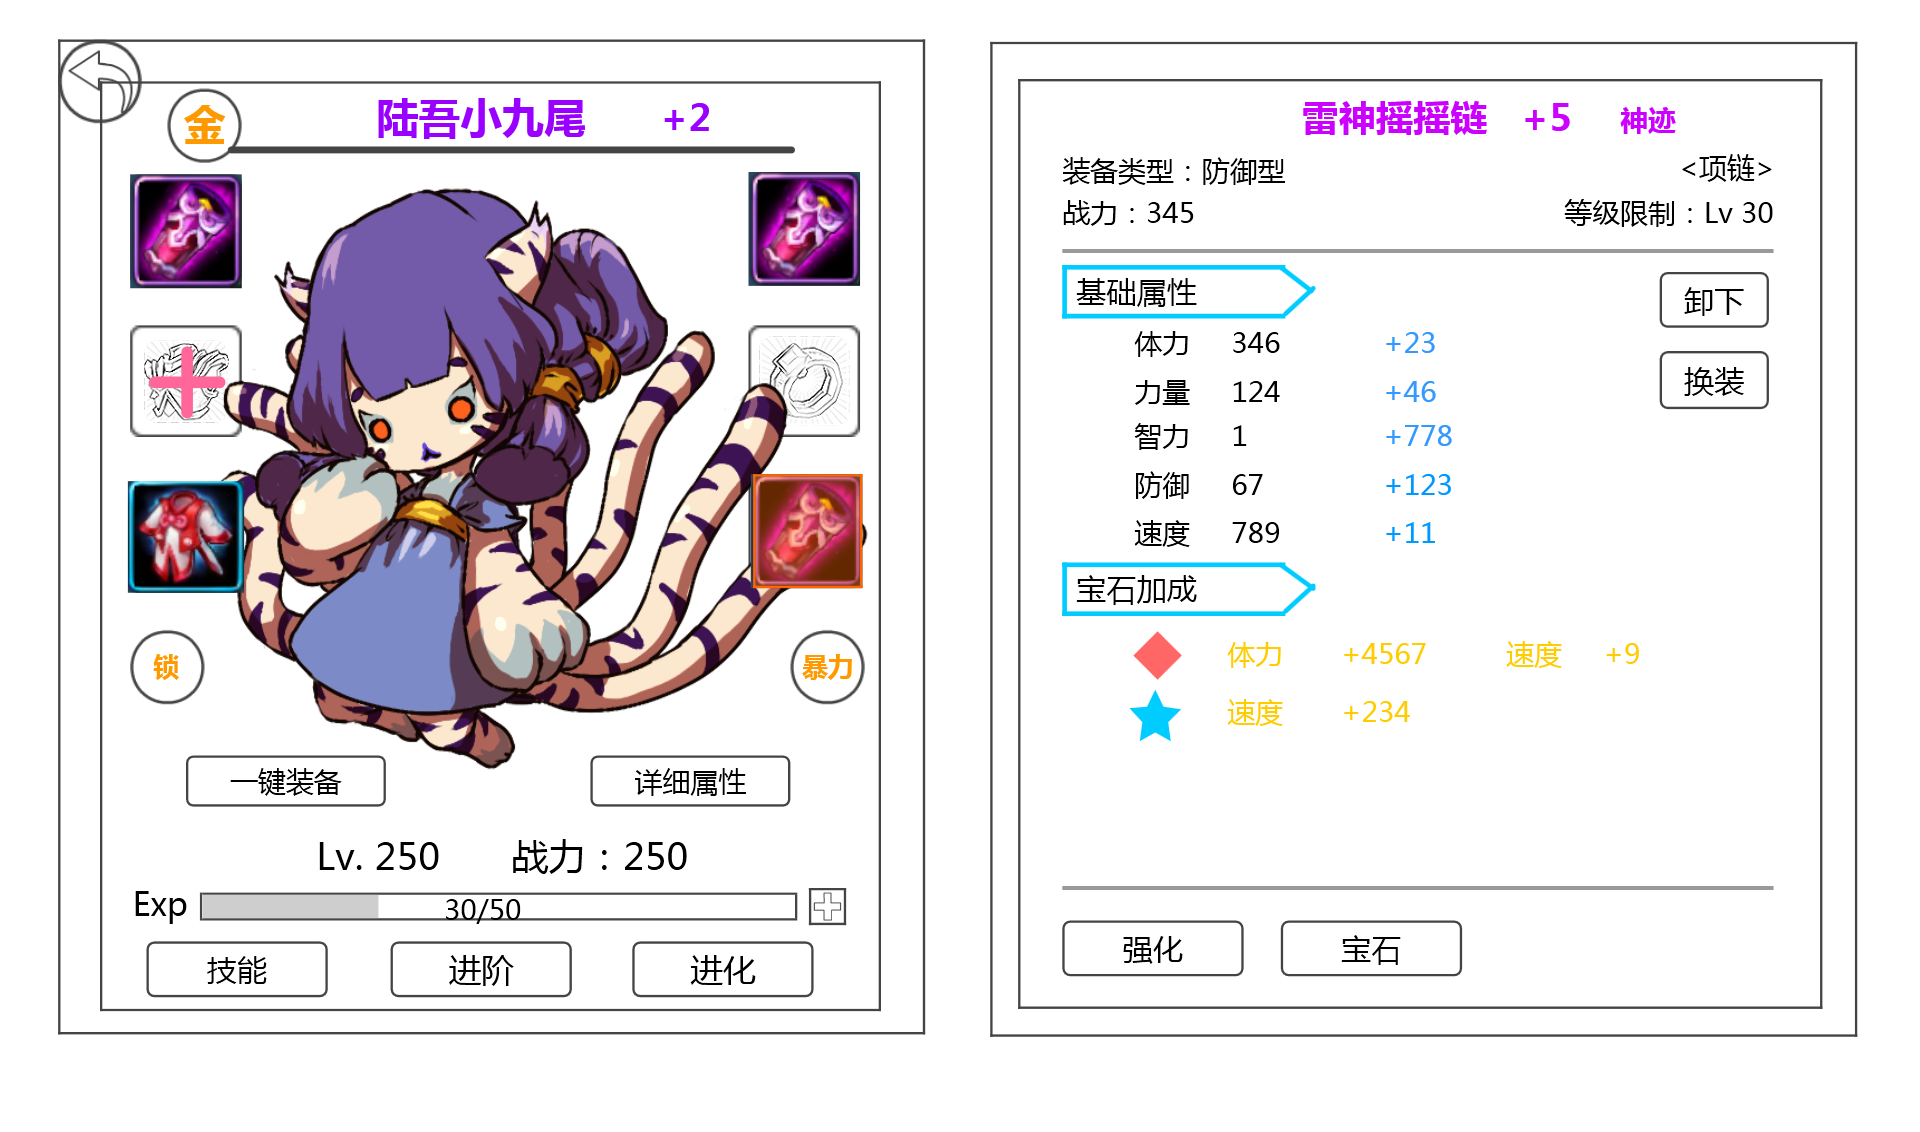 金 陆吾小九尾 +2
锁 暴力
一键装备 详细属性
Lv. 250 战力：250
Exp 30/50
技能 进阶 进化
雷神摇摇链 +5 神迹
装备类型：防御型 <项链>
战力：345 等级限制：Lv 30
基础属性 卸下
体力 346 +23
换装
力量 124 +46
智力 1 +778
防御 67 +123
速度 789 +11
宝石加成
体力 +4567 速度 +9
速度 +234
强化 宝石